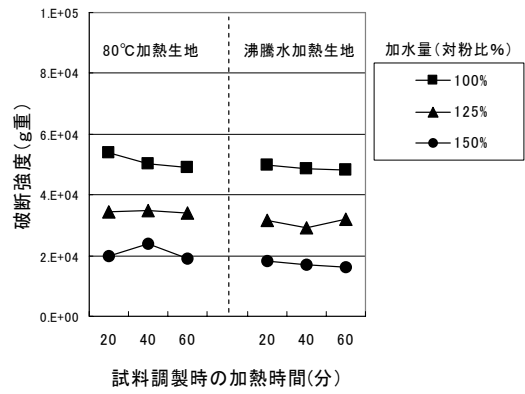 1.E+05
8.E+04
6.E+04
4.E+04
2.E+04
0.E+00
破断強度(g重)
80℃加熱生地
沸騰水加熱生地
加水量(対粉比%)
100%
125%
150%
20 40 60 20 40 60
試料調製時の加熱時間(分)